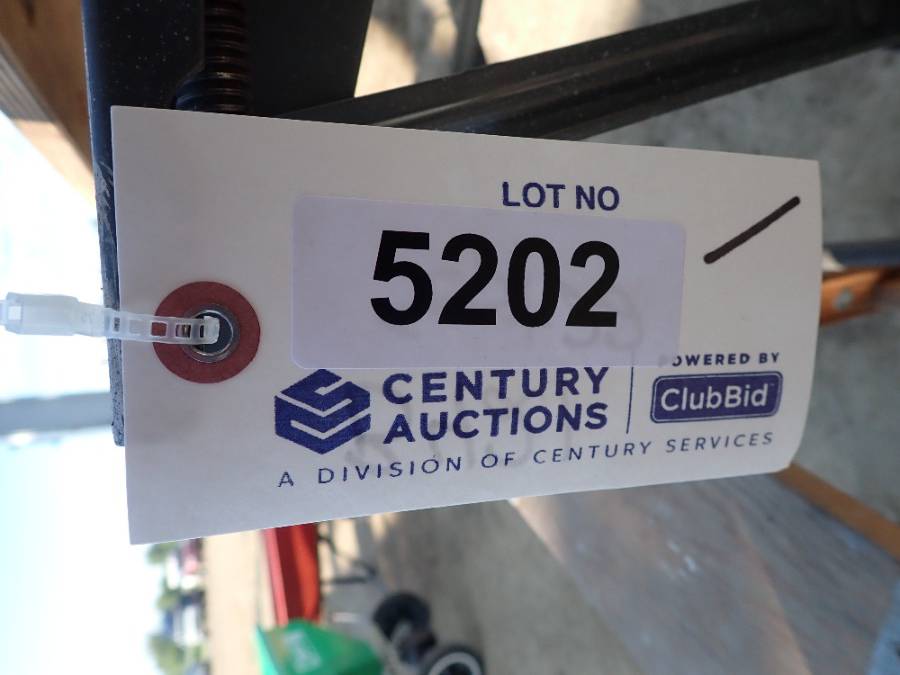 LOT NO
5202
CENTURY
AUCTIONS
POWERED BY
ClubBid
A DIVISION OF CENTURY SERVICES